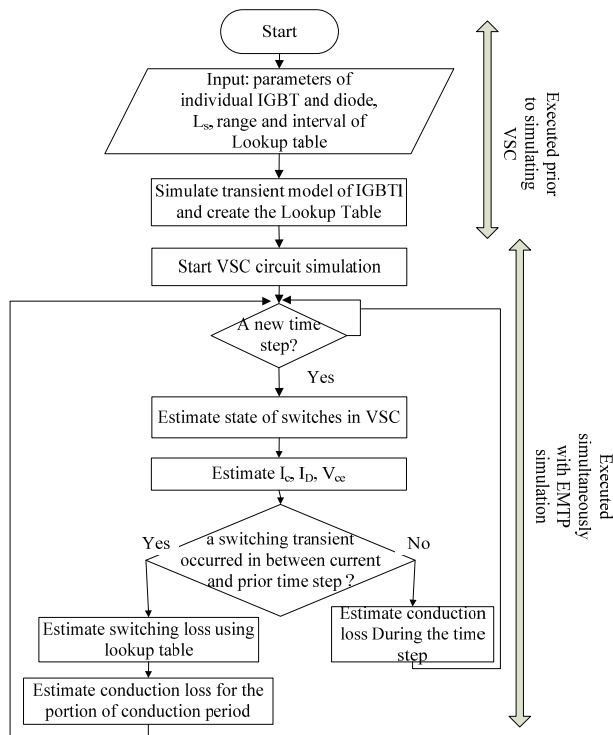 Start
Input: parameters of
individual IGBT and diode,
Ls, range and interval of
Lookup table
Simulate transient model of IGBT1
and create the Lookup Table
Start VSC circuit simulation
A new time
step?
Yes
Estimate state of switches in VSC
Estimate Ic, ID, Vce
a switching transient
occurred in between current
and prior time step ?
Yes
No
Estimate switching loss using
lookup table
Estimate conduction
loss During the time
step
Estimate conduction loss for the
portion of conduction period
Executed prior
to simulating
VSC
Executed
simultaneously
with EMTP
simulation